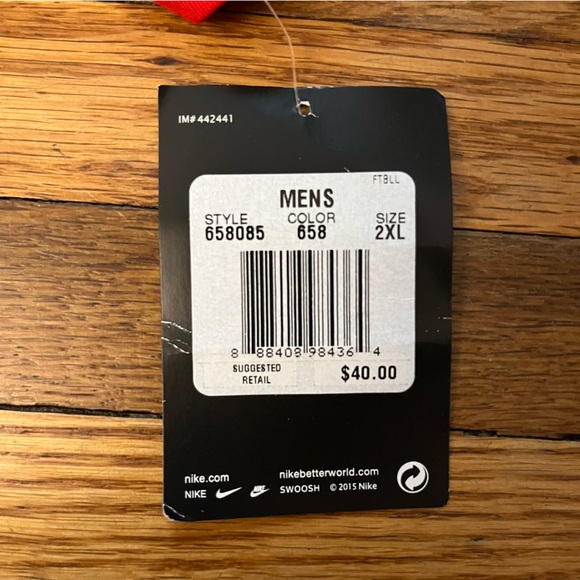 IM# 442441
FTBLL
MENS
STYLE COLOR SIZE
658085 658 2XL
8 88408 98436 4
SUGGESTED
RETAIL $40.00
nike.com nikebetterworld.com
NIKE NIKE SWOOSH © 2015 Nike